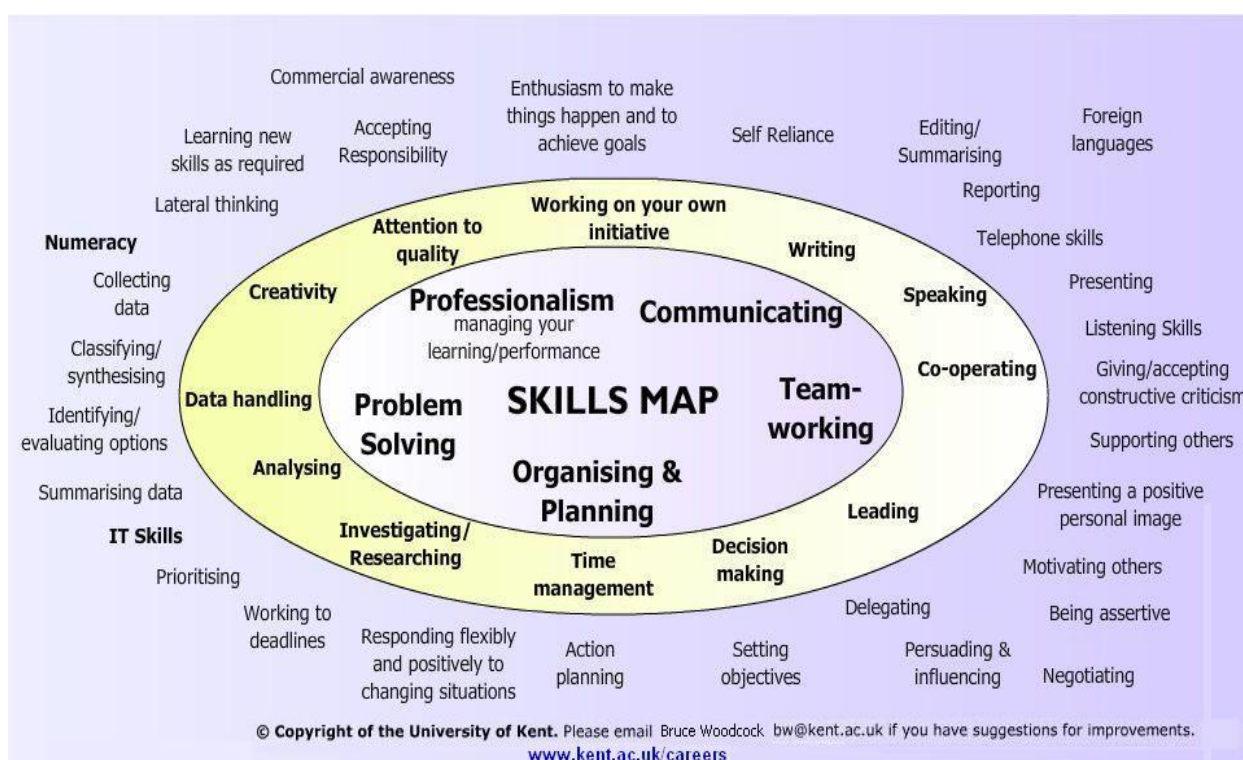 Commercial awareness
Enthusiasm to make
things happen and to
achieve goals
Learning new
skills as required
Accepting
Responsibility
Self Reliance
Editing/
Summarising
Foreign
languages
Lateral thinking
Reporting
Numeracy
Attention to
quality
Working on your own
initiative
Writing
Telephone skills
Collecting
data
Creativity
Professionalism
managing your
learning/performance
Communicating
Speaking
Presenting
Listening Skills
Classifying/
synthesising
Co-operating
Giving/accepting
constructive criticism
Data handling
Problem
Solving
SKILLS MAP
Team-
working
Identifying/
evaluating options
Supporting others
Analysing
Organising &
Planning
Summarising data
Leading
Presenting a positive
personal image
IT Skills
Investigating/
Researching
Time
management
Decision
making
Prioritising
Motivating others
Working to
deadlines
Delegating
Being assertive
Responding flexibly
and positively to
changing situations
Action
planning
Setting
objectives
Persuading &
influencing
Negotiating
© Copyright of the University of Kent. Please email Bruce Woodcock bw@kent.ac.uk if you have suggestions for improvements.
www.kent.ac.uk/careers